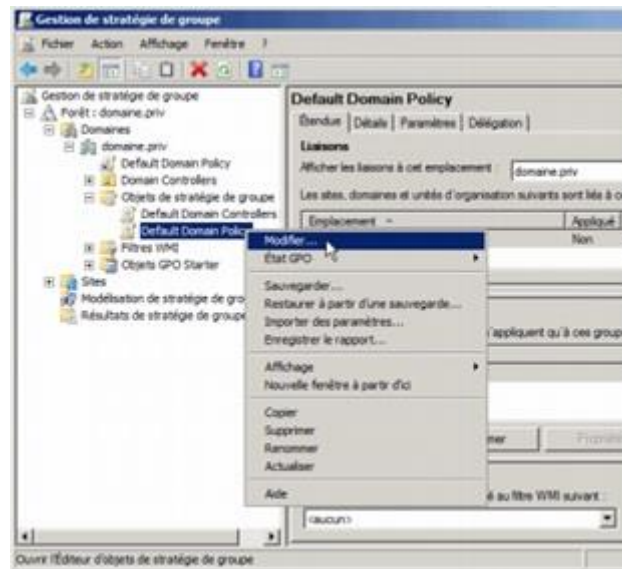 Gestion de stratégie de groupe
Fichier Action Affichage Fenêtre ?
Gestion de stratégie de groupe
Forêt : domaine.priv
Domaines
domaine.priv
Default Domain Policy
Domain Controllers
Objets de stratégie de groupe
Default Domain Controllers
Default Domain Policy
Filtres WMI
Objets GPO Starter
Sites
Modélisation de stratégie de gro
Résultats de stratégie de groupe
Default Domain Policy
Étendue Détails Paramètres Délégation
Liaisons
Afficher les liaisons à cet emplacement : domaine.priv
Les sites, domaines et unités d'organisation suivants sont liés à c
Emplacement Appliqué
Non
Modifier...
État GPO
Sauvegarder...
Restaurer à partir d'une sauvegarde...
Importer des paramètres...
Enregistrer le rapport...
Affichage
Nouvelle fenêtre à partir d'ici
Copier
Supprimer
Renommer
Actualiser
Aide
'appliquent qu'à ces group
mer
é au filtre WMI suivant :
<aucun>
Ouvrir l'Éditeur d'objets de stratégie de groupe